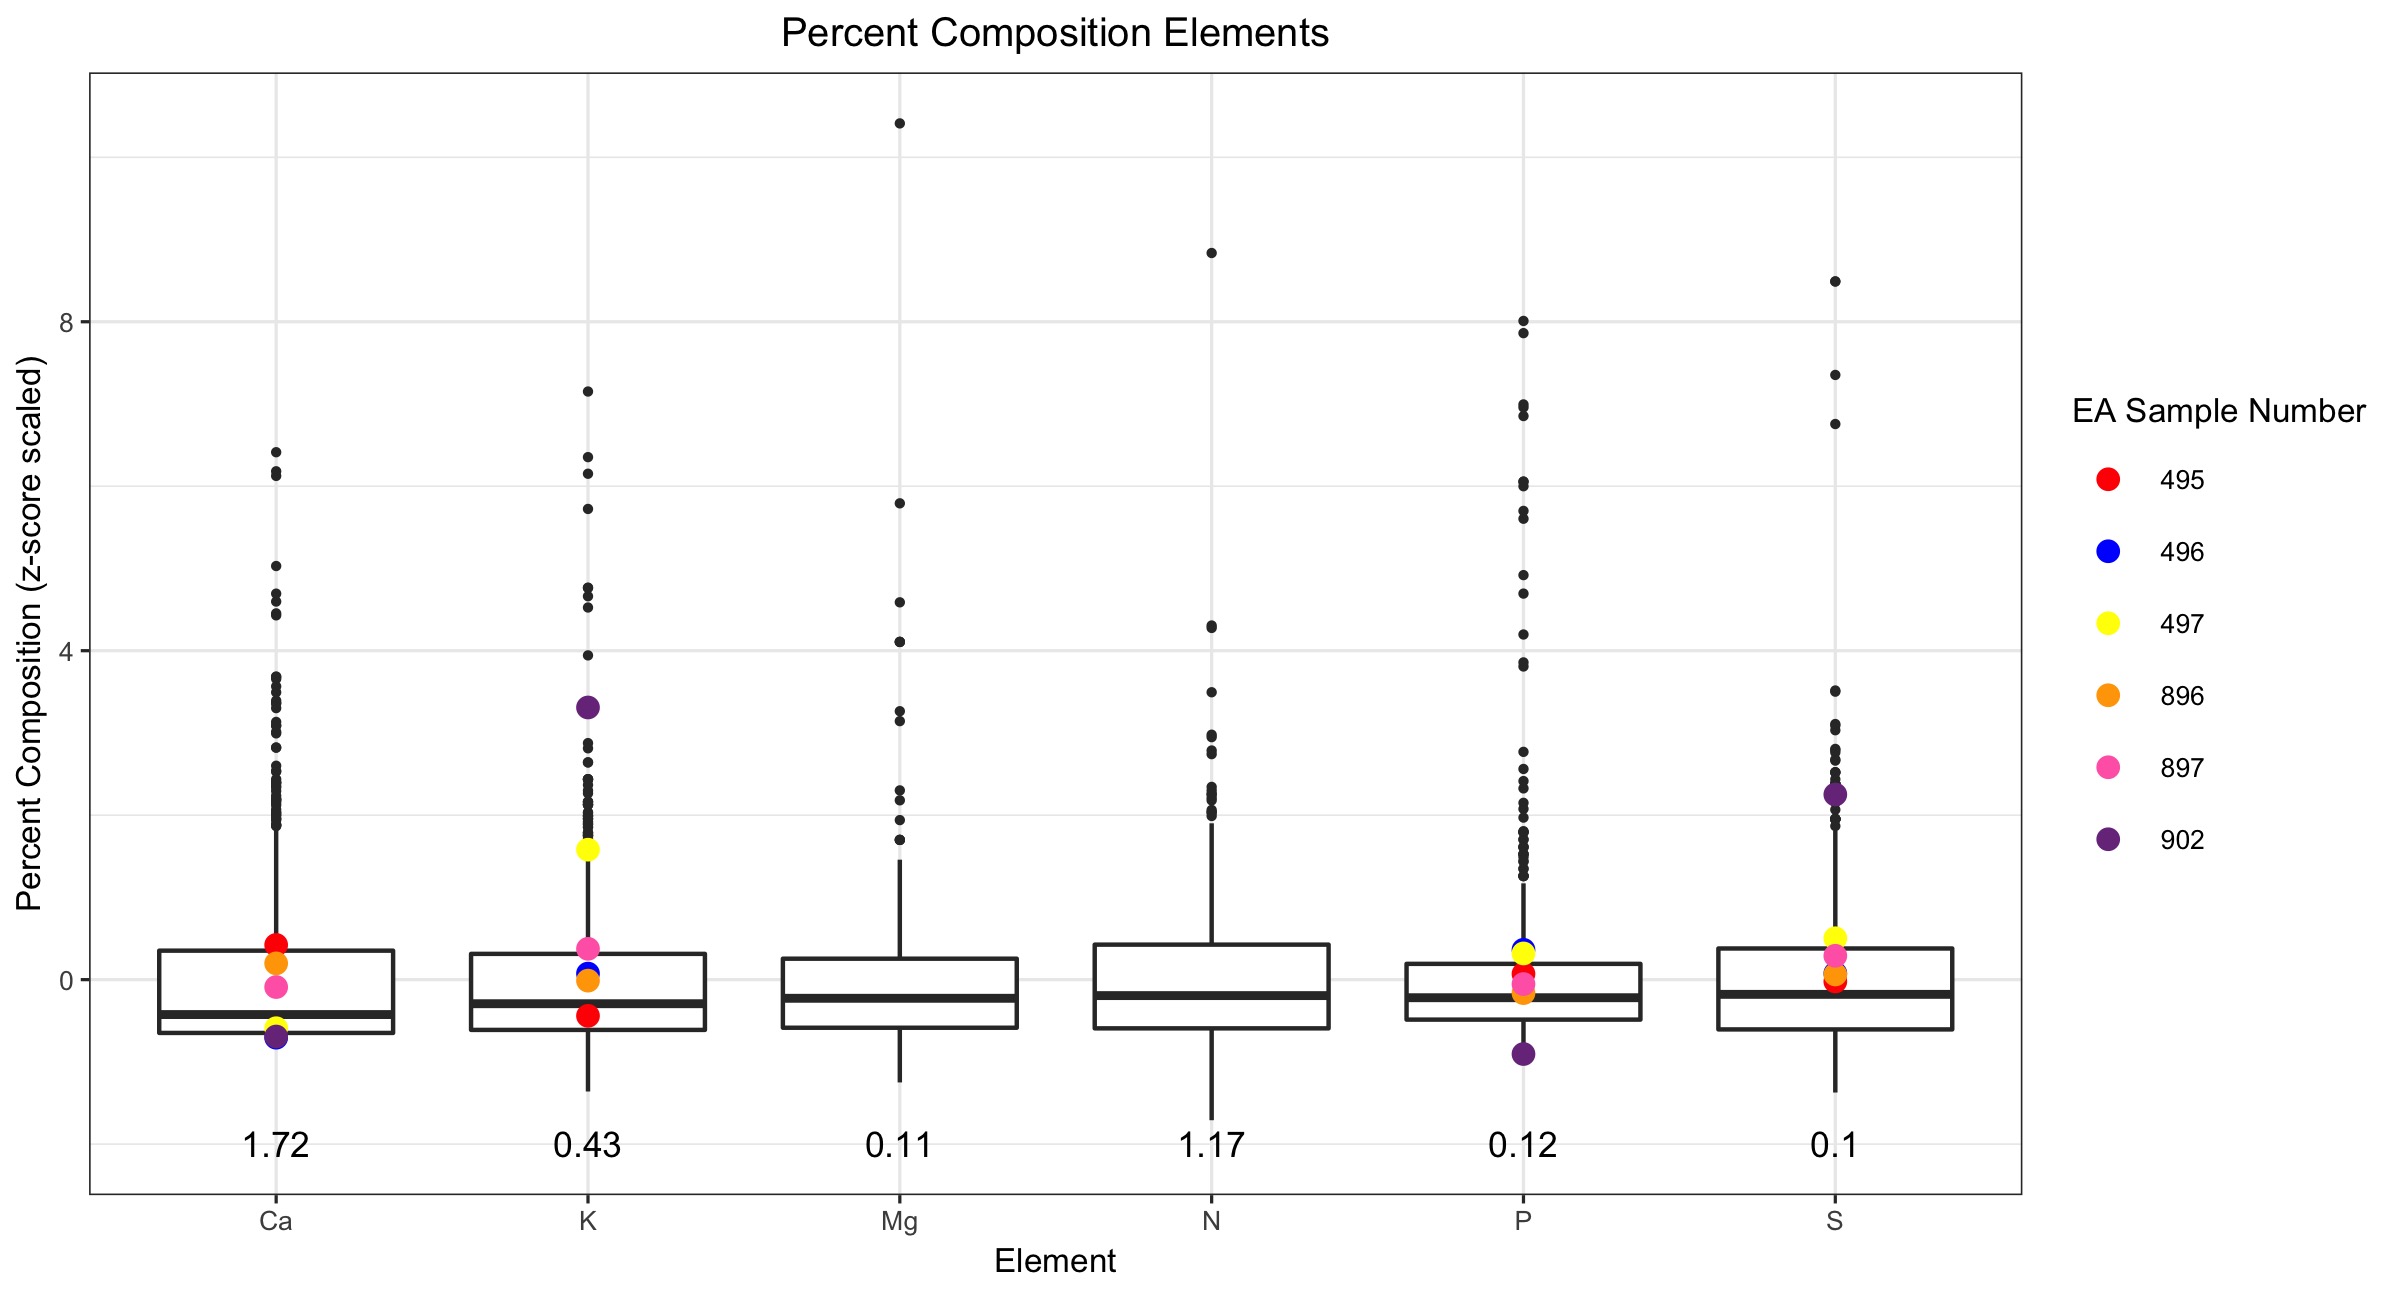 Percent Composition Elements
Percent Composition (z-score scaled)
8
4
0
1.72 0.43 0.11 1.17 0.12 0.1
Ca K Mg N P S
Element
EA Sample Number
495
496
497
896
897
902